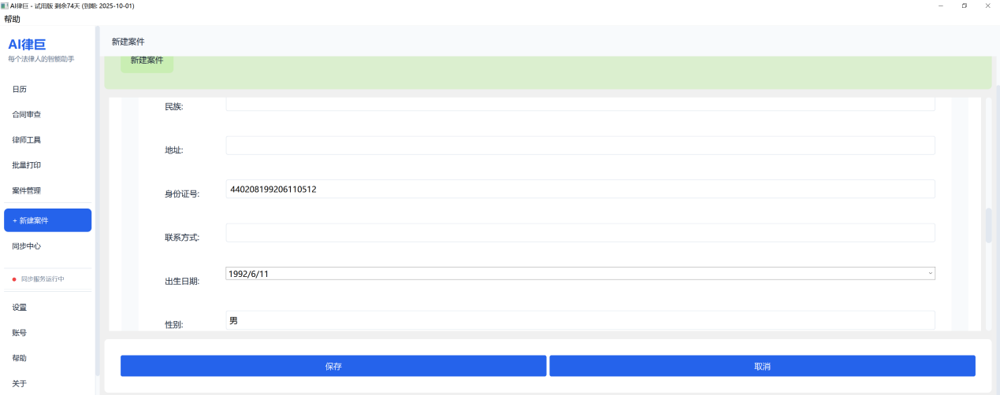 AI律巨 - 试用版 剩余74天 (到期: 2025-10-01)
帮助
AI律巨
每个法律人的智能助手
日历
合同审查
律师工具
批量打印
案件管理
+ 新建案件
同步中心
同步服务运行中
设置
账号
帮助
关于
新建案件
新建案件
民族:
地址:
身份证号:
440208199206110512
联系方式:
出生日期:
1992/6/11
性别:
男
保存
取消